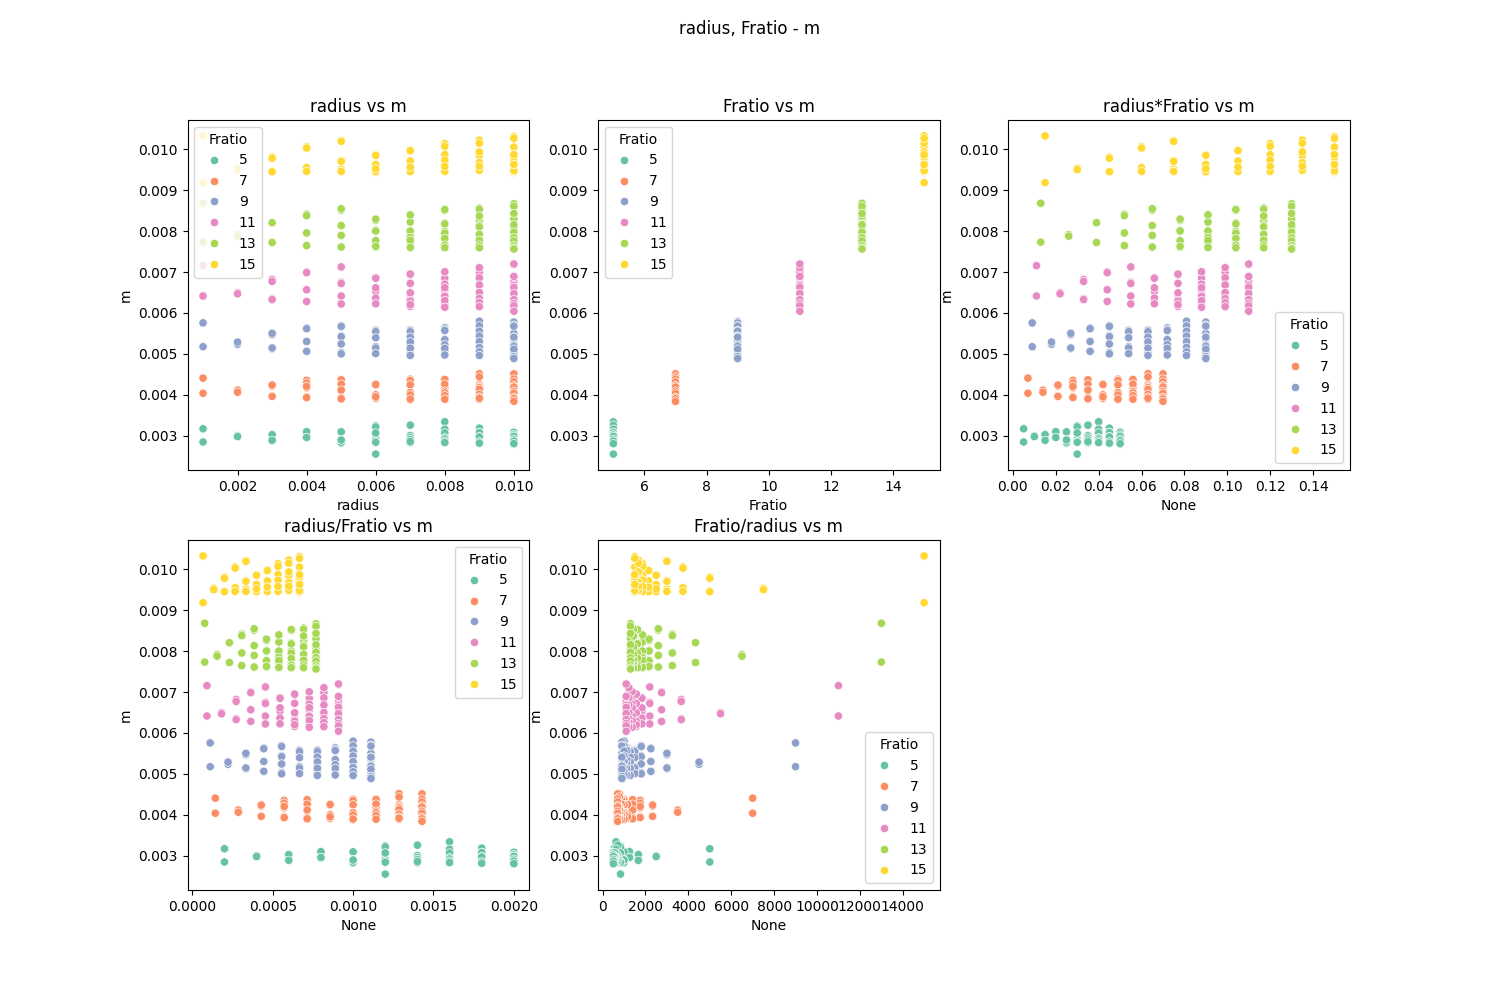 radius, Fratio - m
radius vs m
Fratio
5
7
9
11
13
15
0.010
0.009
0.008
0.007
0.006
0.005
0.004
0.003
m
0.002 0.004 0.006 0.008 0.010
radius
Fratio vs m
Fratio
5
7
9
11
13
15
0.010
0.009
0.008
0.007
0.006
0.005
0.004
0.003
m
6 8 10 12 14
Fratio
radius*Fratio vs m
0.010
0.009
0.008
0.007
0.006
0.005
0.004
0.003
m
Fratio
5
7
9
11
13
15
0.00 0.02 0.04 0.06 0.08 0.10 0.12 0.14
None
radius/Fratio vs m
Fratio
5
7
9
11
13
15
0.010
0.009
0.008
0.007
0.006
0.005
0.004
0.003
m
0.0000 0.0005 0.0010 0.0015 0.0020
None
Fratio/radius vs m
0.010
0.009
0.008
0.007
0.006
0.005
0.004
0.003
m
Fratio
5
7
9
11
13
15
0 2000 4000 6000 8000 10000 12000 14000
None